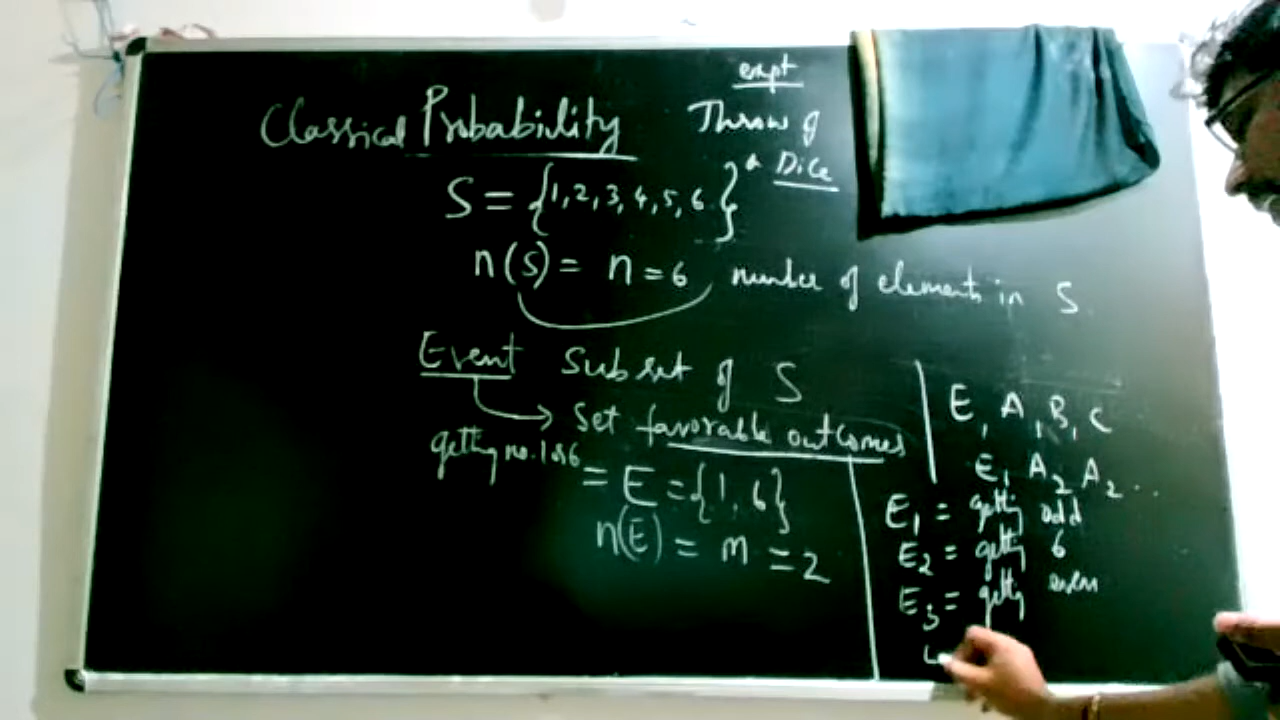 expt
Classical Probability
Throw of
a Dice
S = {1, 2, 3, 4, 5, 6}
n(S) = n = 6 number of elements in S
Event Subset of S
→ Set favorable outcomes
getting no. 1 or 6
= E = {1, 6}
n(E) = m = 2
E, A, B, C
E₁ A₂ A₂ ...
E₁ = getting odd
E₂ = getting 6
E₃ = getting even